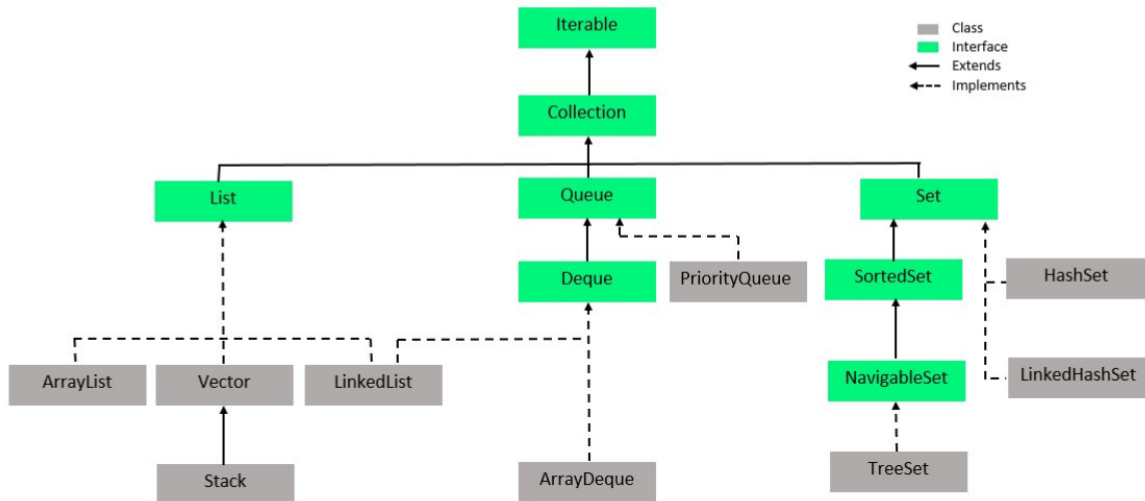 Iterable
Class
Interface
Extends
Implements
Collection
List
Queue
Set
Deque
PriorityQueue
SortedSet
HashSet
ArrayList
Vector
LinkedList
NavigableSet
LinkedHashSet
Stack
ArrayDeque
TreeSet